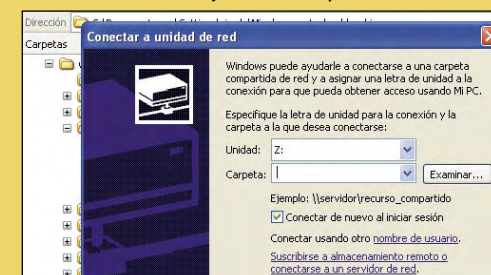 Dirección
Carpetas
Conectar a unidad de red
Windows puede ayudarle a conectarse a una carpeta
compartida de red y a asignar una letra de unidad a la
conexión para que pueda obtener acceso usando Mi PC.
Especifique la letra de unidad para la conexión y la
carpeta a la que desea conectarse:
Unidad: Z:
Carpeta: Examinar...
Ejemplo: \\servidor\recurso_compartido
Conectar de nuevo al iniciar sesión
Conectar usando otro nombre de usuario.
Suscribirse a almacenamiento remoto o
conectarse a un servidor de red.